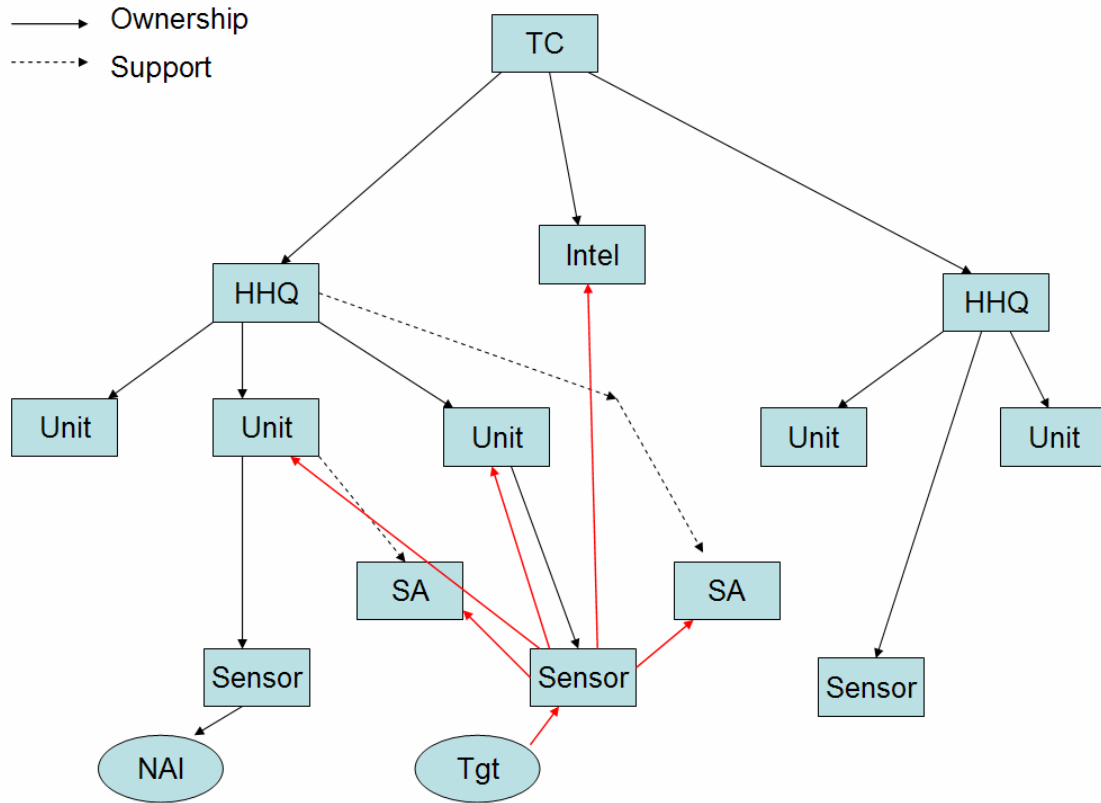 Ownership
Support
TC
Intel
HHQ
HHQ
Unit
Unit
Unit
Unit
Unit
SA
SA
Sensor
Sensor
Sensor
NAI
Tgt